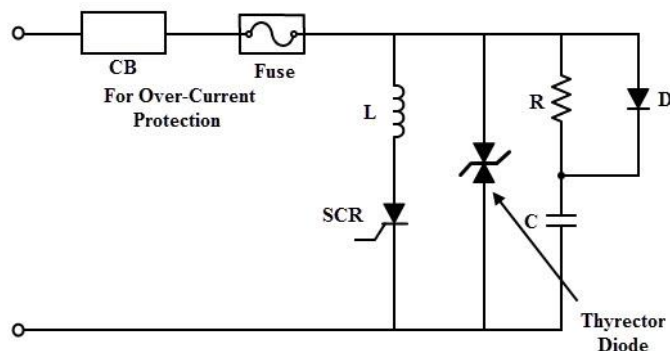 CB
Fuse
For Over-Current
Protection
L
R
D
SCR
C
Thyrector
Diode